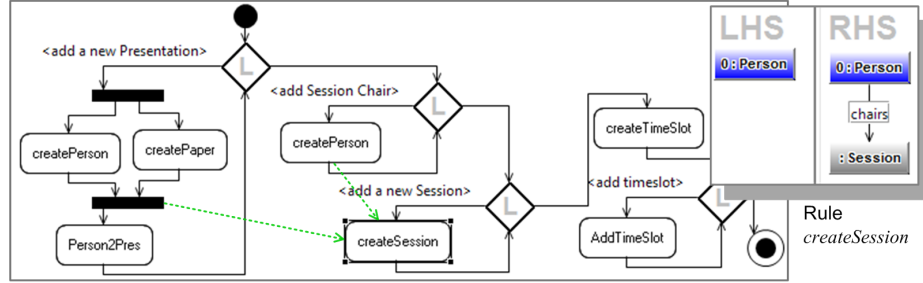 <add a new Presentation>
L
createPerson
createPaper
Person2Pres
<add Session Chair>
L
createPerson
<add a new Session>
L
createSession
createTimeSlot
<add timeslot>
L
AddTimeSlot
LHS
0:Person
RHS
0:Person
chairs
:Session
Rule
createSession